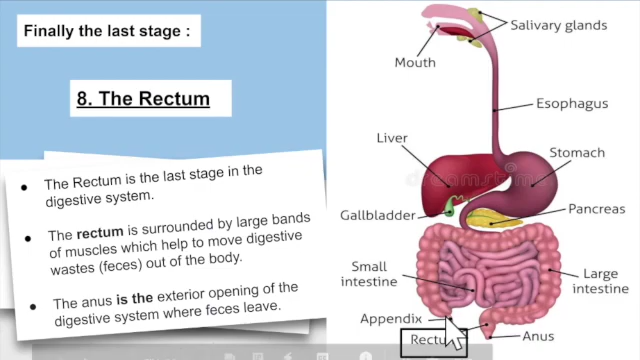 Finally the last stage :
8. The Rectum
● The Rectum is the last stage in the
digestive system.
● The rectum is surrounded by large bands
of muscles which help to move digestive
wastes (feces) out of the body.
● The anus is the exterior opening of the
digestive system where feces leave.
Salivary glands
Mouth
Esophagus
Liver
Stomach
dreamstime
Gallbladder
Pancreas
Small
intestine
Large
intestine
Appendix
Anus